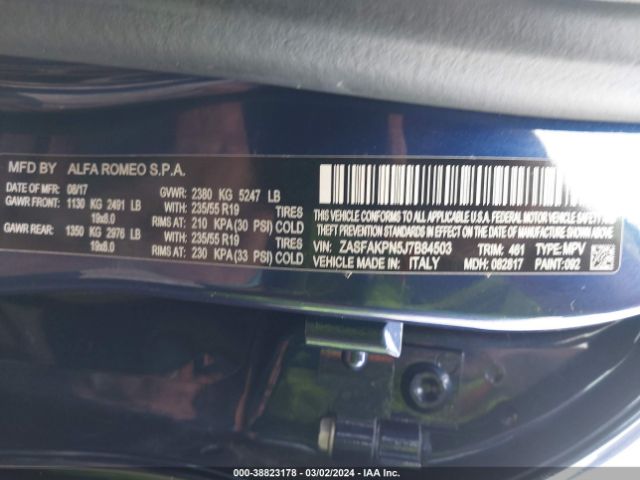 MFD BY ALFA ROMEO S.P.A.
DATE OF MFR: 08/17 GVWR: 2380 KG 5247 LB
GAWR FRONT: 1130 KG 2491 LB WITH: 235/55 R19 TIRES
19x8.0 RIMS AT: 210 KPA (30 PSI) COLD
GAWR REAR: 1350 KG 2976 LB WITH: 235/55 R19 TIRES
19x8.0 RIMS AT: 230 KPA (33 PSI) COLD
THIS VEHICLE CONFORMS TO ALL APPLICABLE U.S.A. FEDERAL MOTOR VEHICLE SAFETY, BUMPER, AND
THEFT PREVENTION STANDARDS IN EFFECT ON THE DATE OF MANUFACTURE SHOWN ABOVE.
VIN: ZASFAKPN5J7B84503 TRIM: 461 TYPE: MPV
VEHICLE MADE IN: ITALY MDH: 082817 PAINT: 092
000-38823178 - 03/02/2024 - IAA Inc.